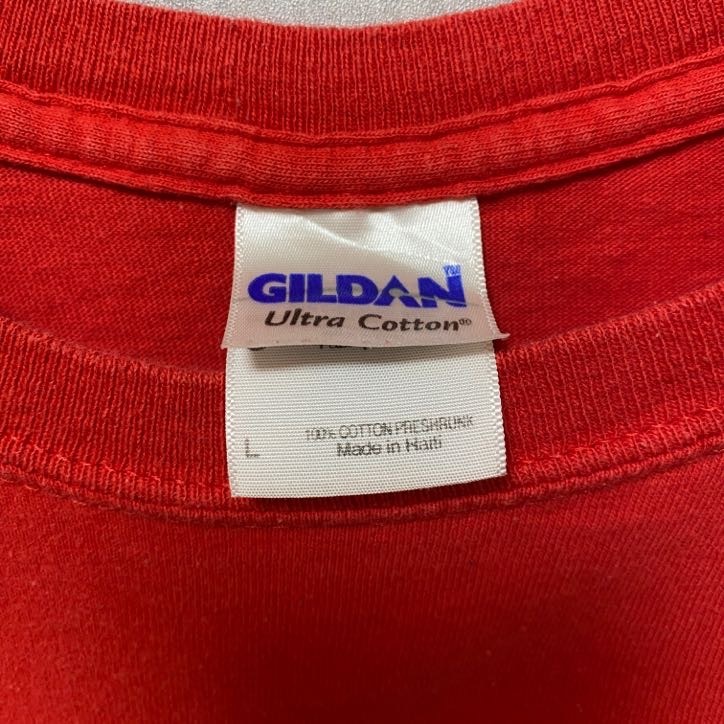 GILDAN
Ultra Cotton®
L
100% COTTON PRESHRUNK
Made in Haiti